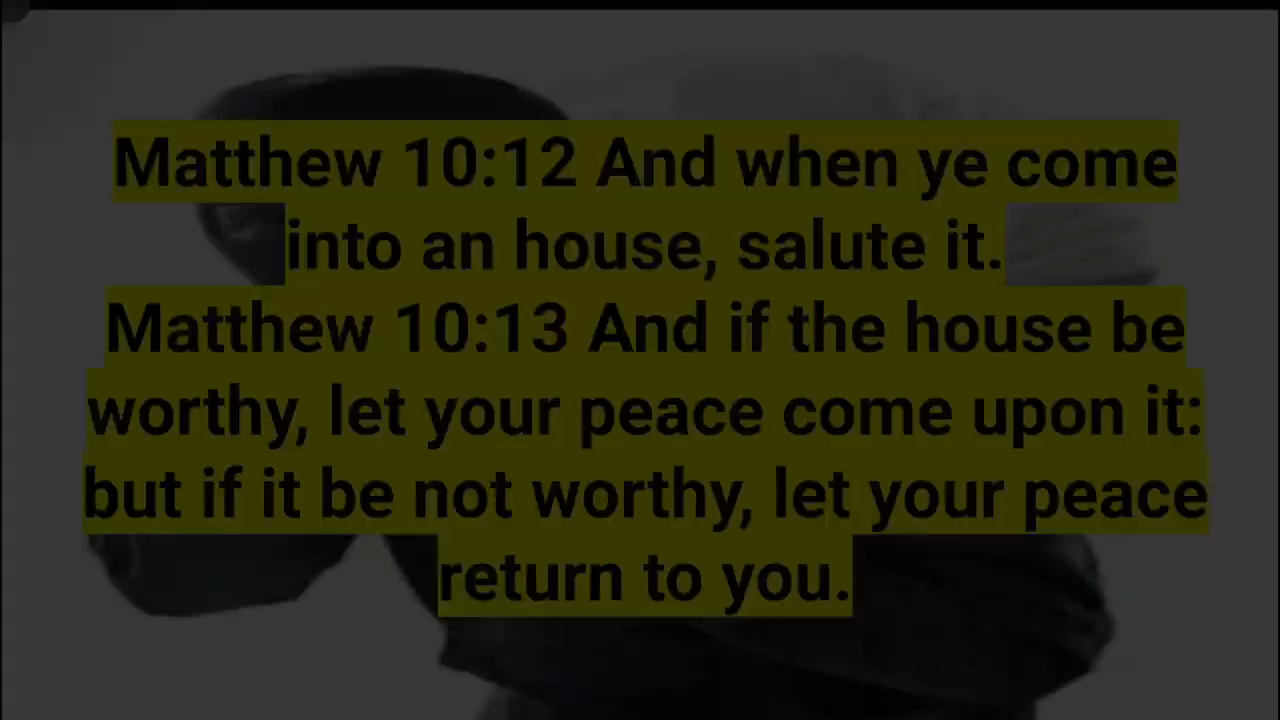 Matthew 10:12 And when ye come
into an house, salute it.
Matthew 10:13 And if the house be
worthy, let your peace come upon it:
but if it be not worthy, let your peace
return to you.